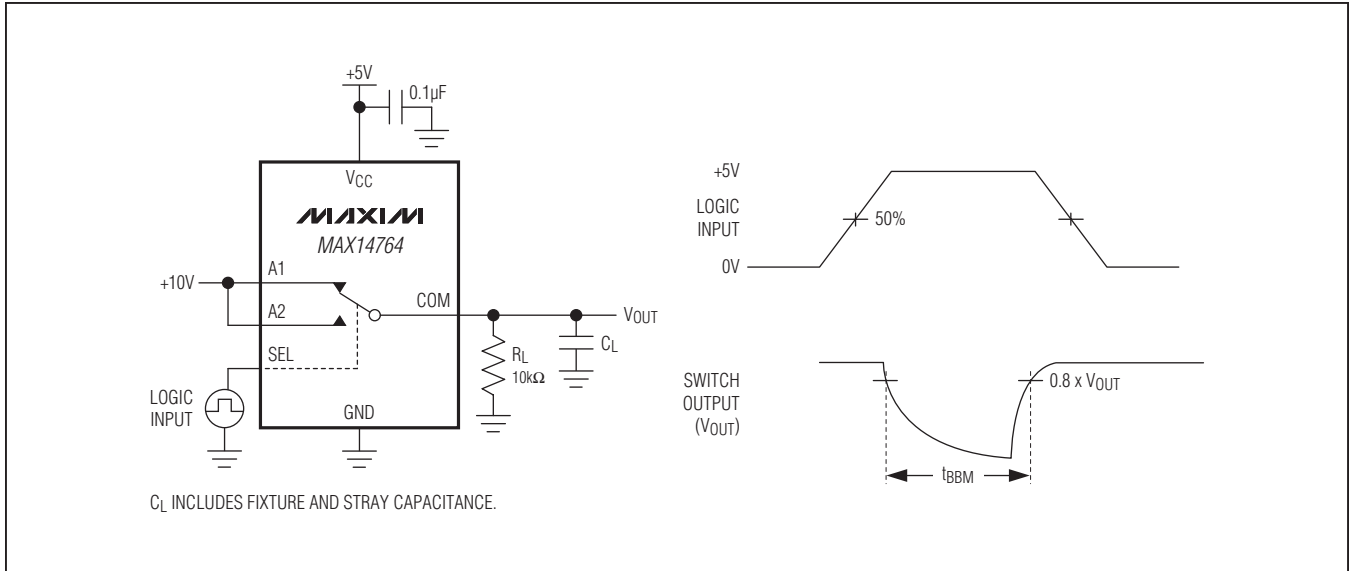 +5V
0.1µF
VCC
MAXIM
MAX14764
+10V
A1
A2
COM
VOUT
SEL
RL
10kΩ
CL
LOGIC
INPUT
GND
CL INCLUDES FIXTURE AND STRAY CAPACITANCE.
+5V
LOGIC
INPUT
50%
0V
SWITCH
OUTPUT
(VOUT)
0.8 x VOUT
tBBM